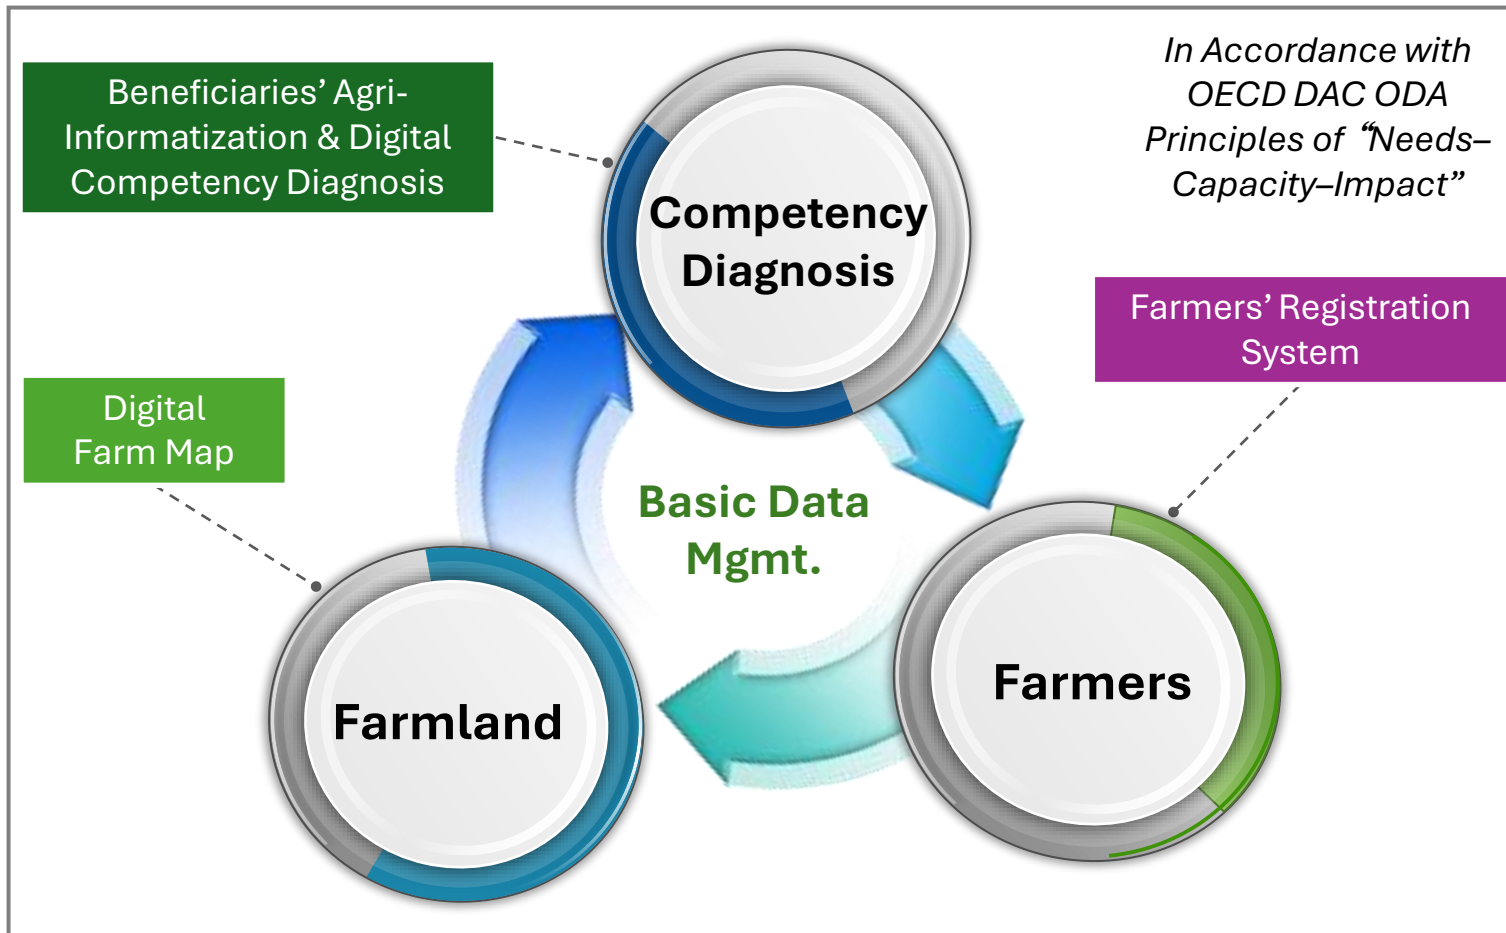 Beneficiaries’ Agri-
Informatization & Digital
Competency Diagnosis
In Accordance with
OECD DAC ODA
Principles of “Needs–
Capacity–Impact”
Competency
Diagnosis
Farmers’ Registration
System
Digital
Farm Map
Basic Data
Mgmt.
Farmers
Farmland